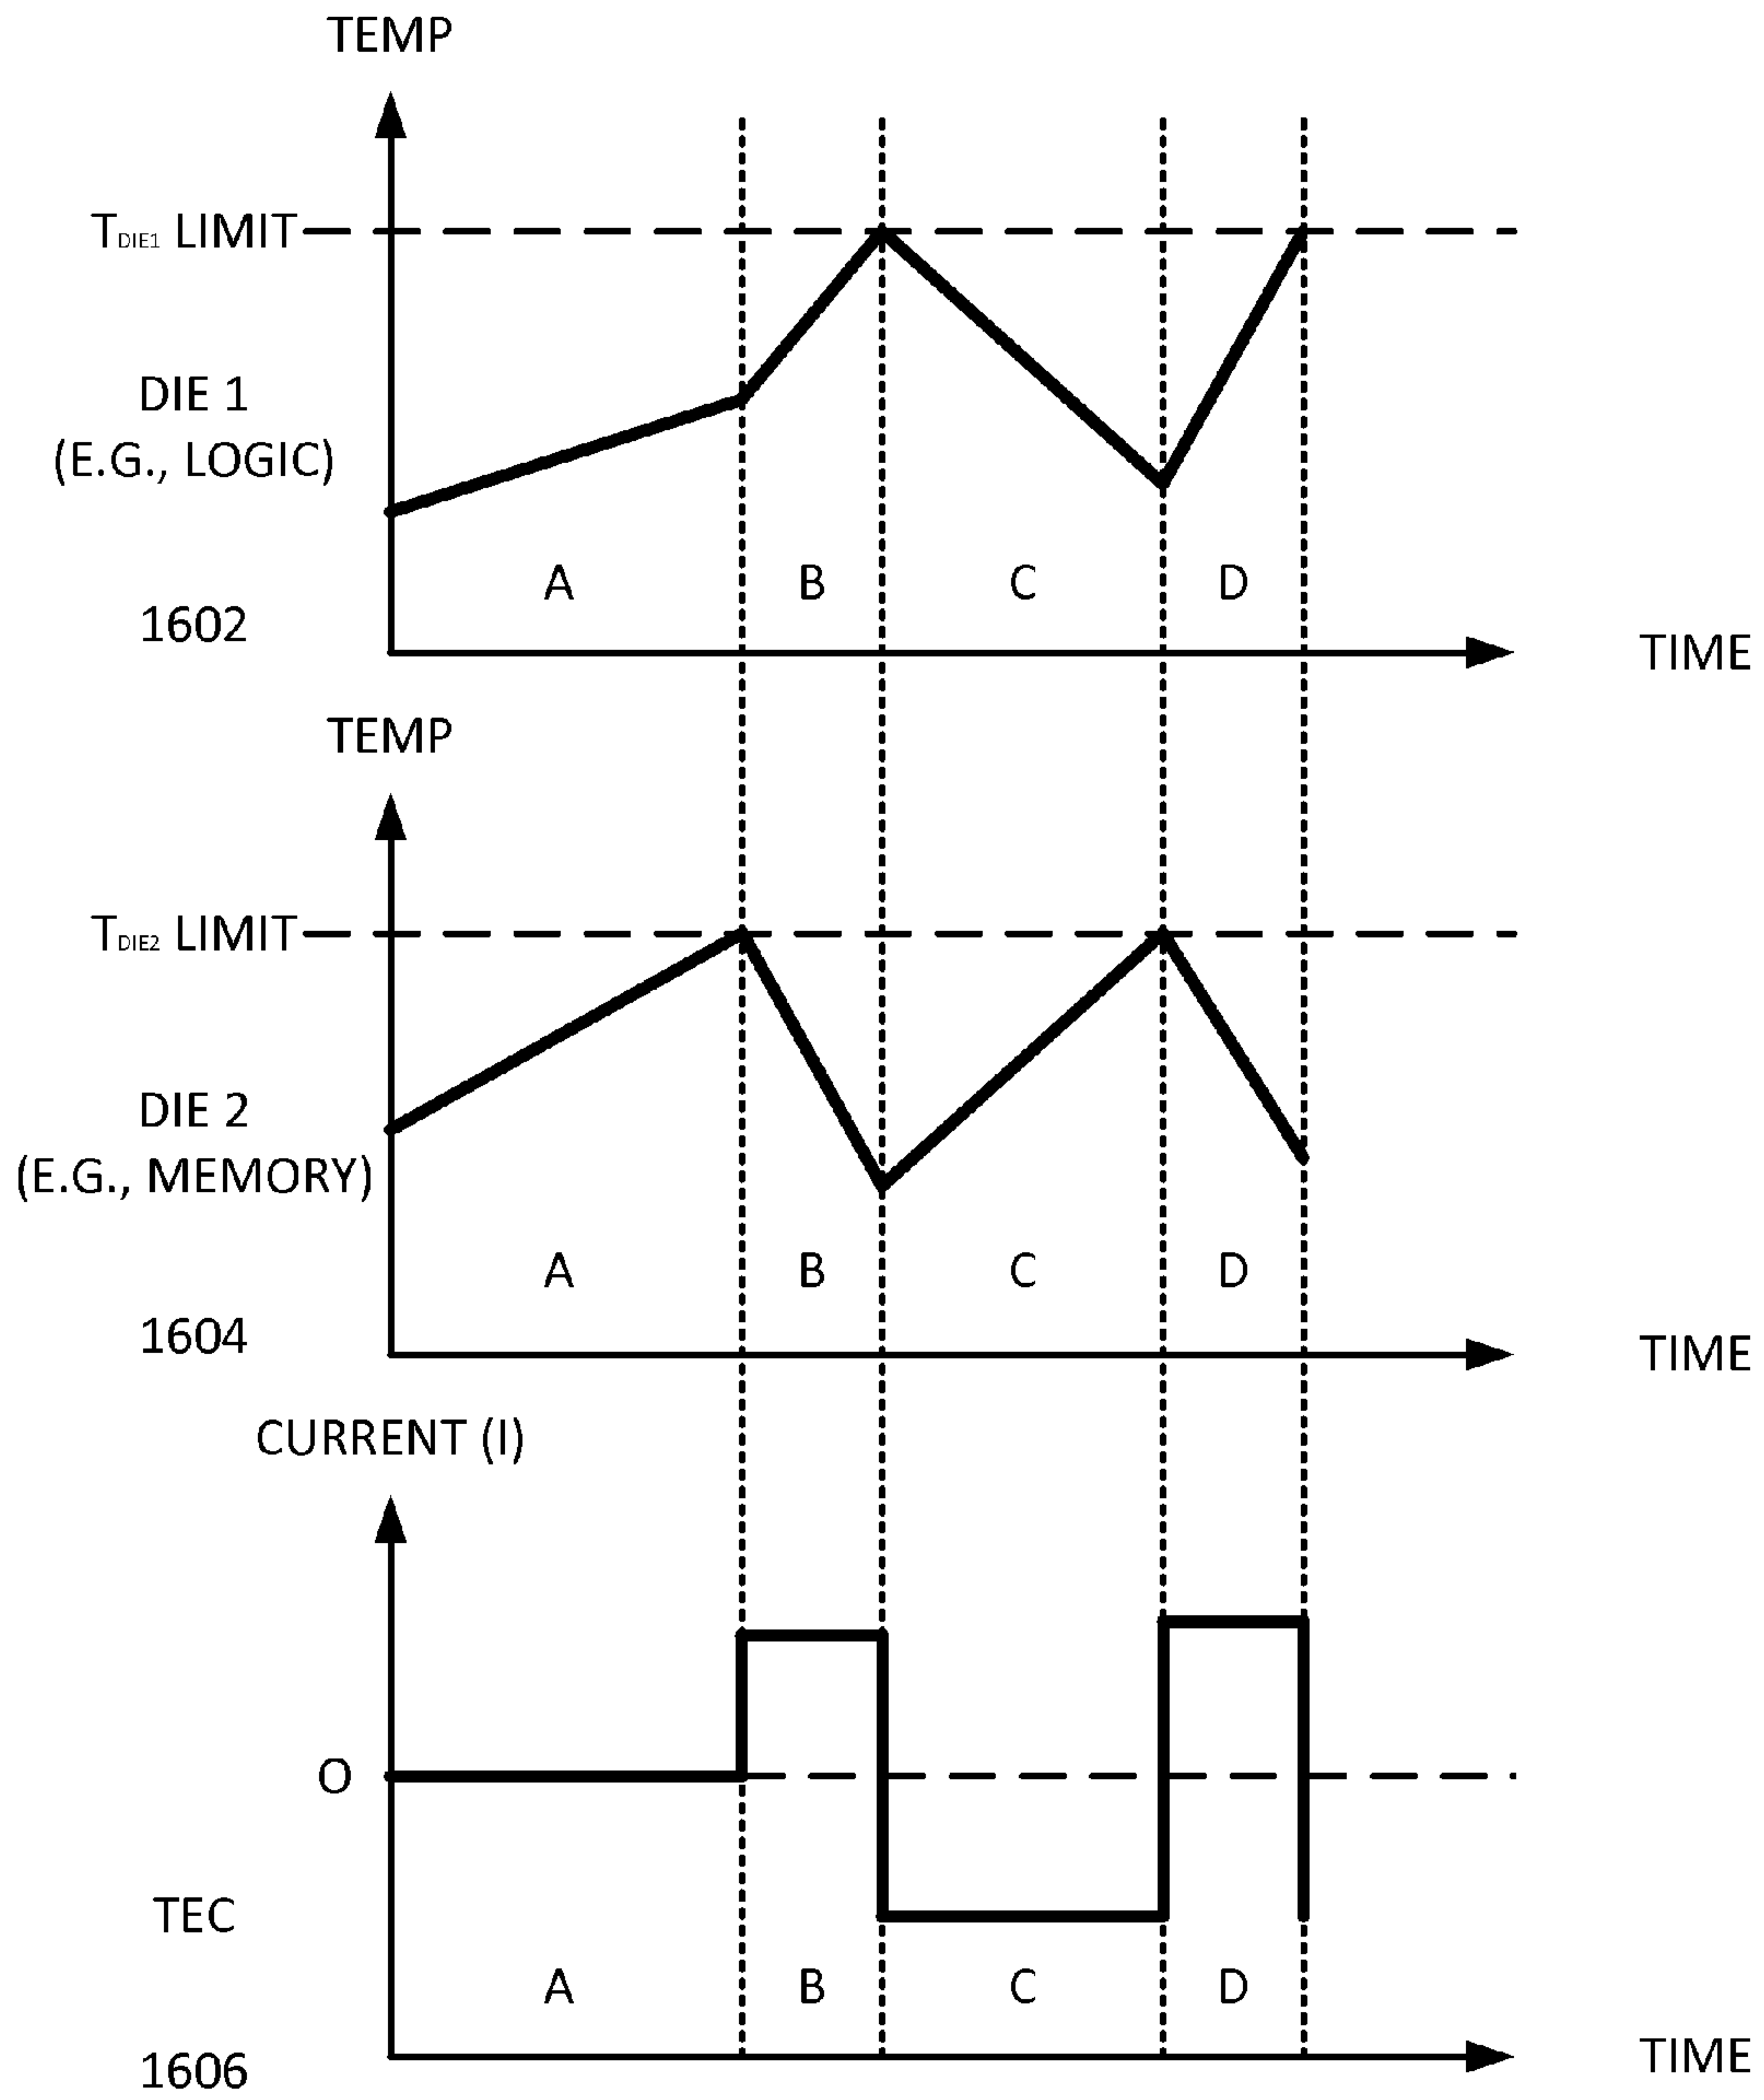 TEMP
TDIE1 LIMIT
DIE 1
(E.G., LOGIC)
A B C D
1602
TIME
TEMP
TDIE2 LIMIT
DIE 2
(E.G., MEMORY)
A B C D
1604
TIME
CURRENT (I)
O
TEC
A B C D
1606
TIME